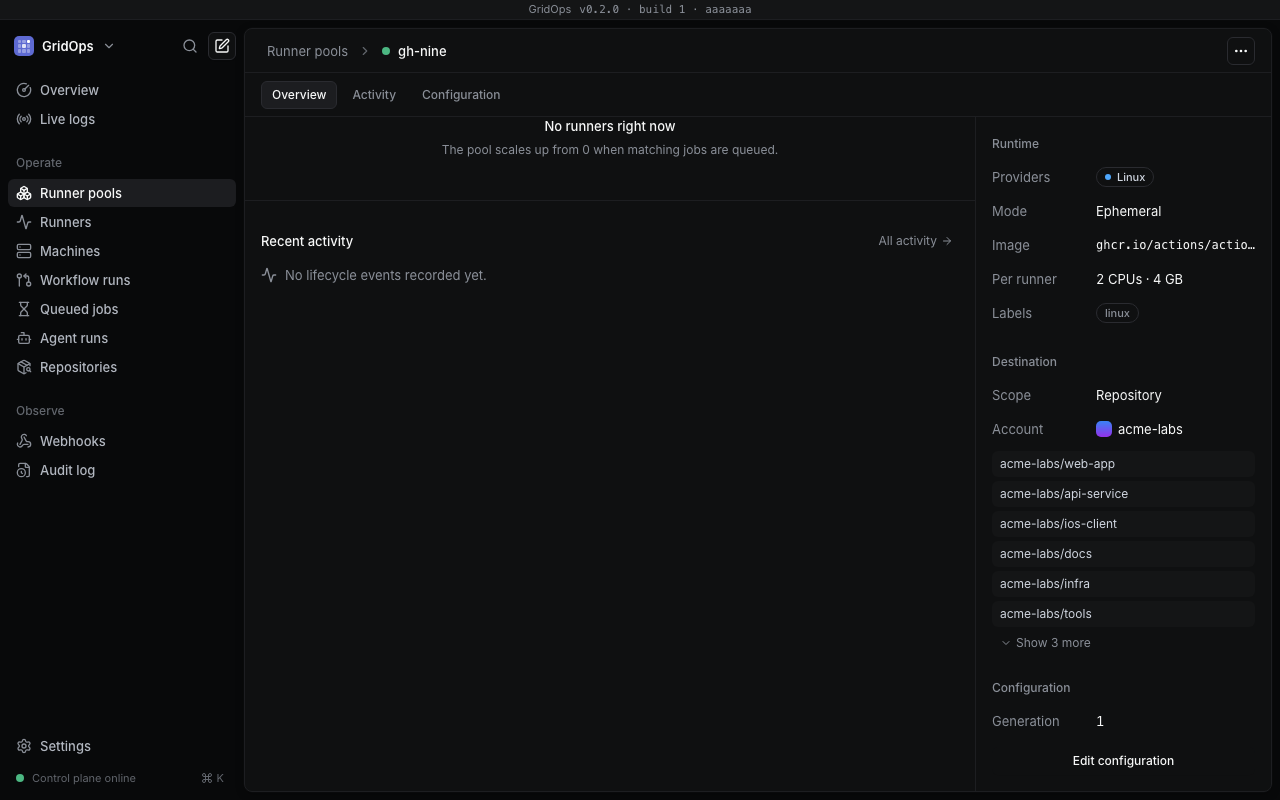 GridOps v0.2.0 · build 1 · aaaaaaa
GridOps
Overview
Live logs
Operate
Runner pools
Runners
Machines
Workflow runs
Queued jobs
Agent runs
Repositories
Observe
Webhooks
Audit log
Settings
Control plane online
⌘ K
Runner pools
gh-nine
Overview
Activity
Configuration
No runners right now
The pool scales up from 0 when matching jobs are queued.
Recent activity
All activity →
No lifecycle events recorded yet.
Runtime
Providers Linux
Mode Ephemeral
Image ghcr.io/actions/actio…
Per runner 2 CPUs · 4 GB
Labels linux
Destination
Scope Repository
Account acme-labs
acme-labs/web-app
acme-labs/api-service
acme-labs/ios-client
acme-labs/docs
acme-labs/infra
acme-labs/tools
Show 3 more
Configuration
Generation 1
Edit configuration